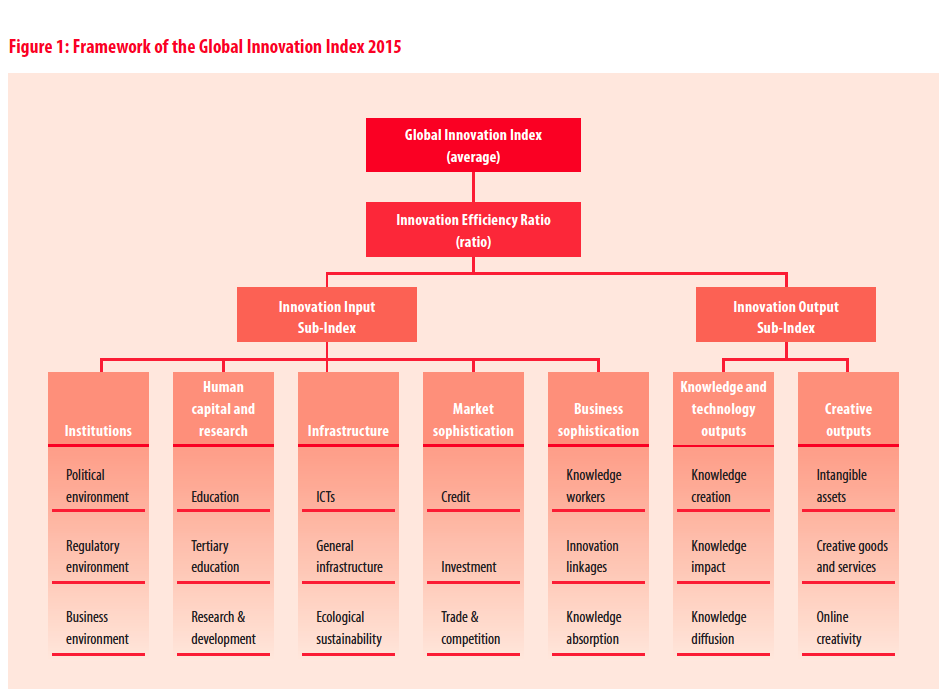 Figure 1: Framework of the Global Innovation Index 2015
Global Innovation Index
(average)
Innovation Efficiency Ratio
(ratio)
Innovation Input
Sub-Index
Innovation Output
Sub-Index
Institutions
Human
capital and
research
Infrastructure
Market
sophistication
Business
sophistication
Knowledge and
technology
outputs
Creative
outputs
Political
environment
Education
ICTs
Credit
Knowledge
workers
Knowledge
creation
Intangible
assets
Regulatory
environment
Tertiary
education
General
infrastructure
Investment
Innovation
linkages
Knowledge
impact
Creative goods
and services
Business
environment
Research &
development
Ecological
sustainability
Trade &
competition
Knowledge
absorption
Knowledge
diffusion
Online
creativity